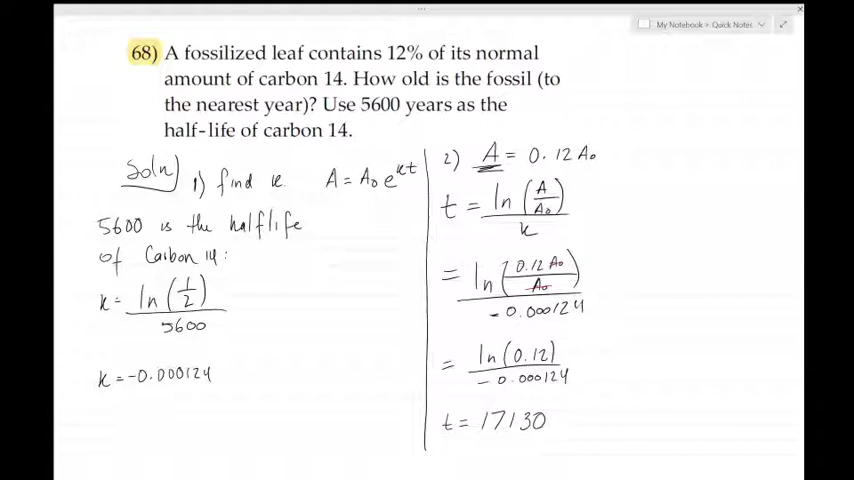 My Notebook > Quick Notes
68) A fossilized leaf contains 12% of its normal
amount of carbon 14. How old is the fossil (to
the nearest year)? Use 5600 years as the
half-life of carbon 14.
Soln
1) find k. A = A₀e^kt
5600 is the halflife
of Carbon 14:
k = ln(1/2) / 5600
k = -0.000124
2) A = 0.12 A₀
t = ln(A/A₀) / k
= ln(0.12 A₀/A₀) / -0.000124
= ln(0.12) / -0.000124
t = 17130